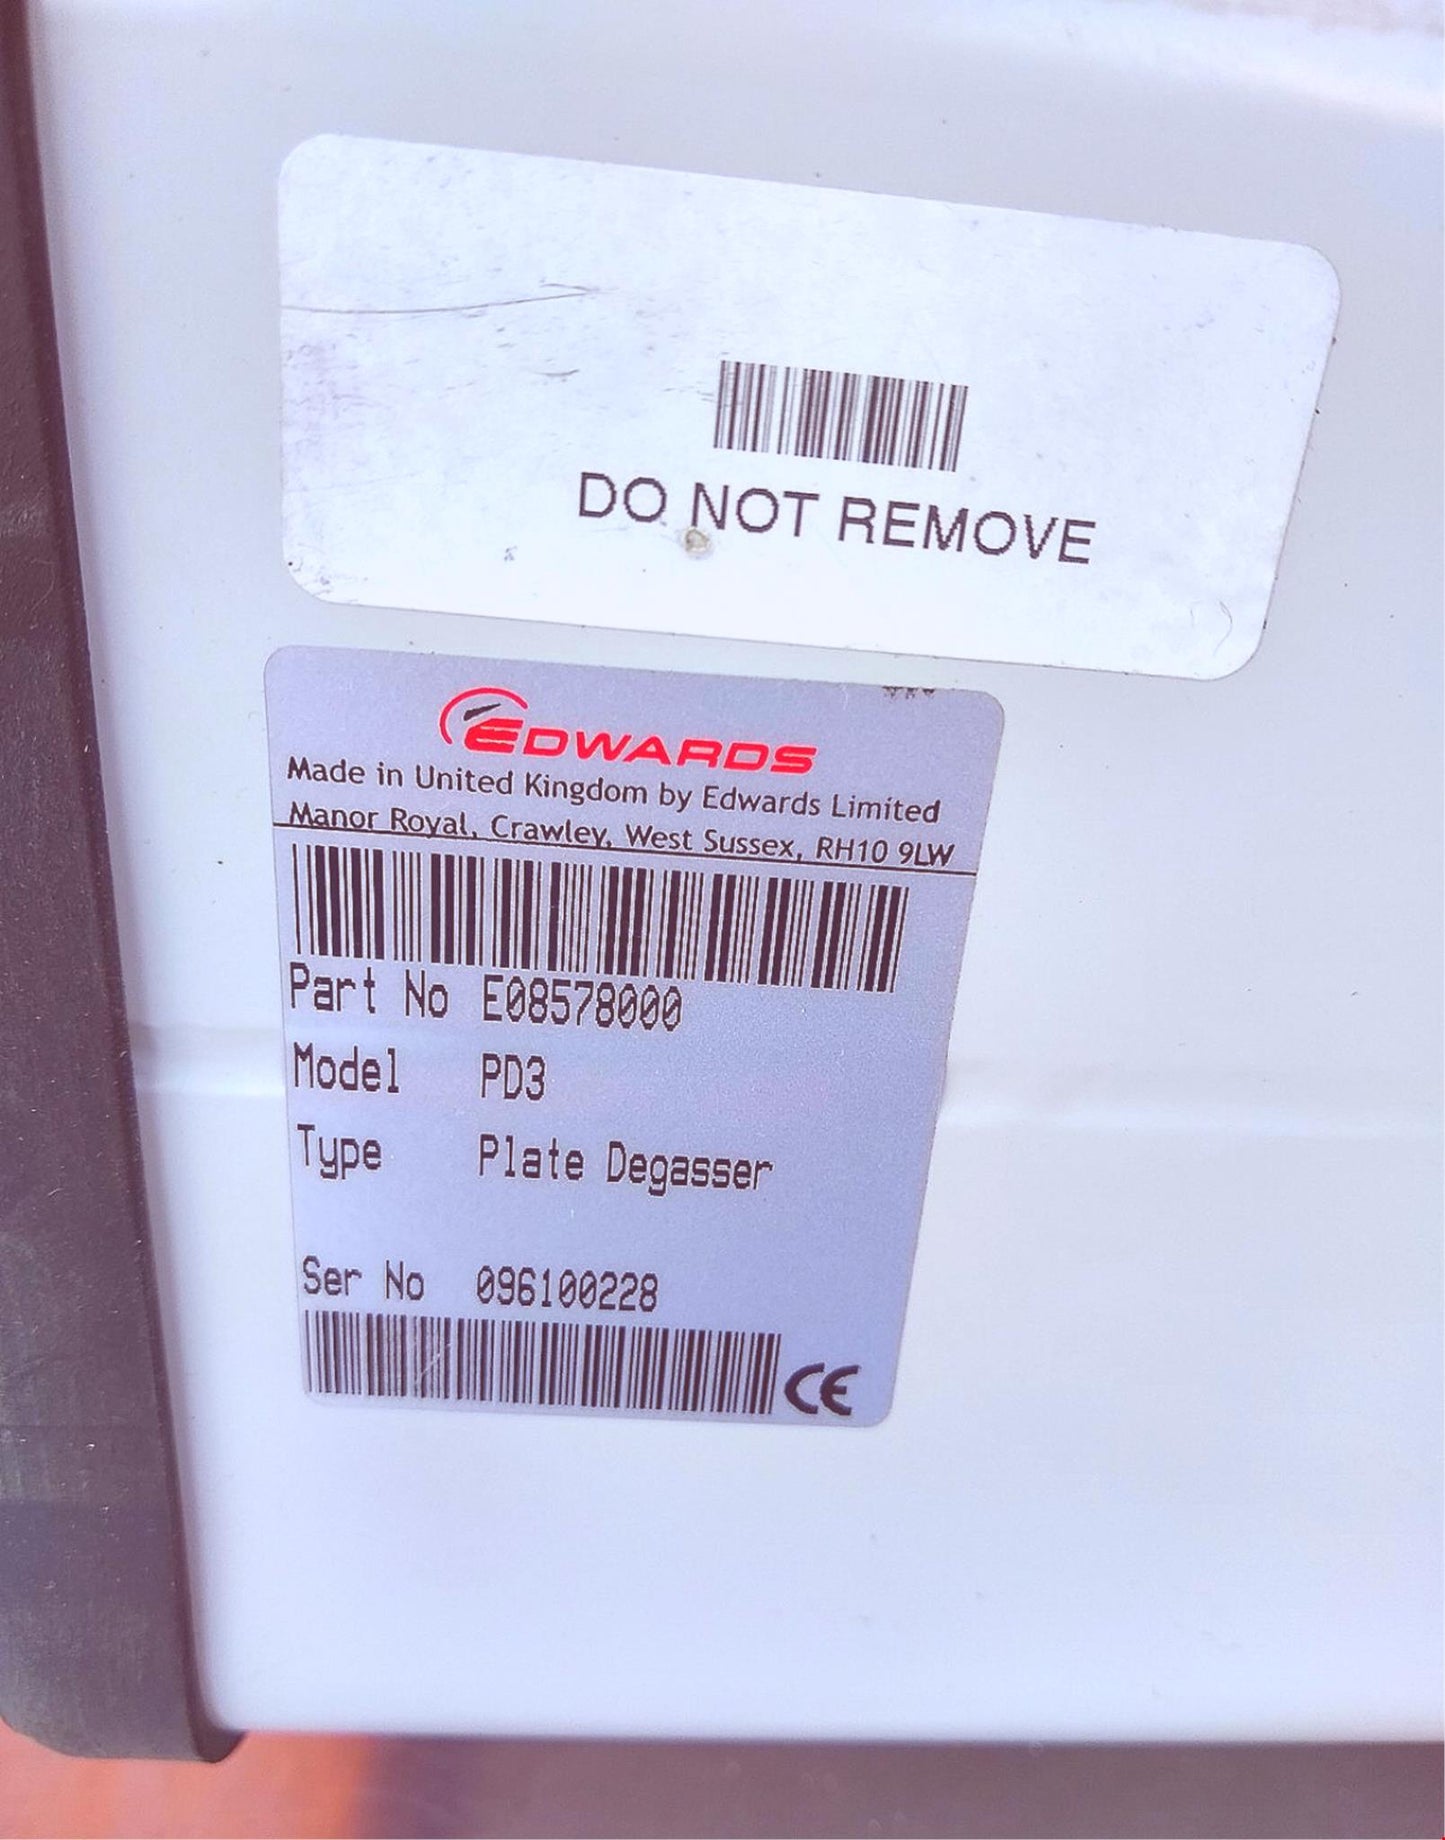 DO NOT REMOVE
EDWARDS
Made in United Kingdom by Edwards Limited
Manor Royal, Crawley, West Sussex, RH10 9LW
Part No E08578000
Model PD3
Type Plate Degasser
Ser No 096100228
CE